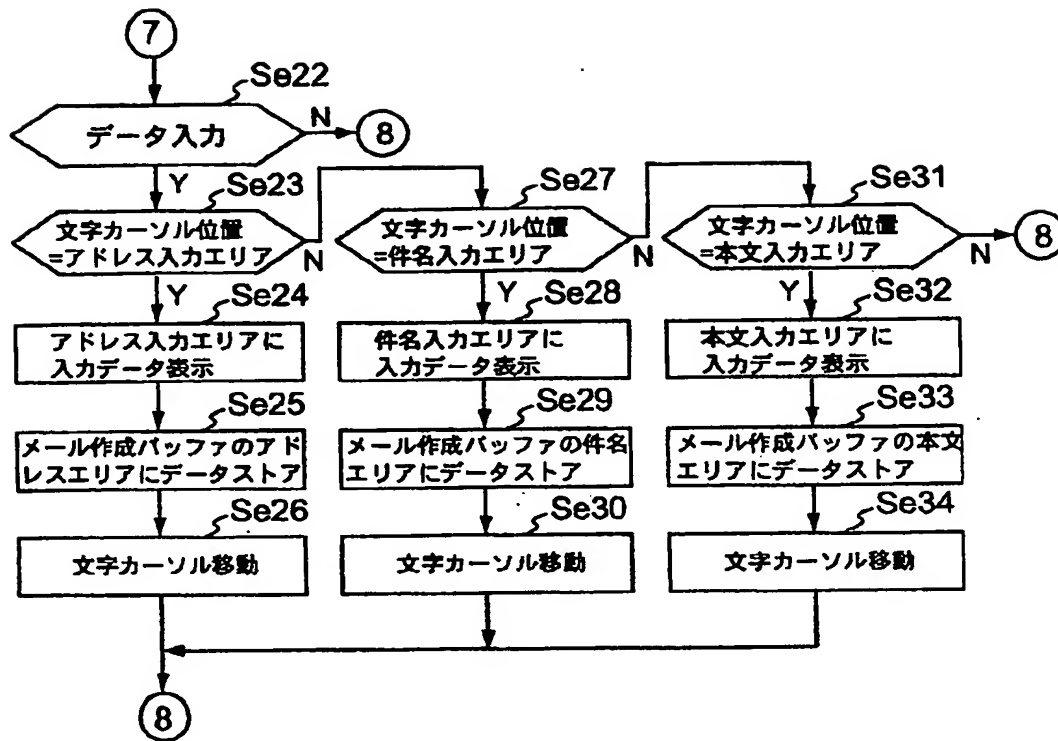 7
Se22
データ入力
N
8
Y
Se23
文字カーソル位置
=アドレス入力エリア
N
Se27
文字カーソル位置
=件名入力エリア
N
Se31
文字カーソル位置
=本文入力エリア
N
8
Y
Se24
アドレス入力エリアに
入力データ表示
Y
Se28
件名入力エリアに
入力データ表示
Y
Se32
本文入力エリアに
入力データ表示
Se25
メール作成バッファのアド
レスエリアにデータストア
Se29
メール作成バッファの件名
エリアにデータストア
Se33
メール作成バッファの本文
エリアにデータストア
Se26
文字カーソル移動
Se30
文字カーソル移動
Se34
文字カーソル移動
8